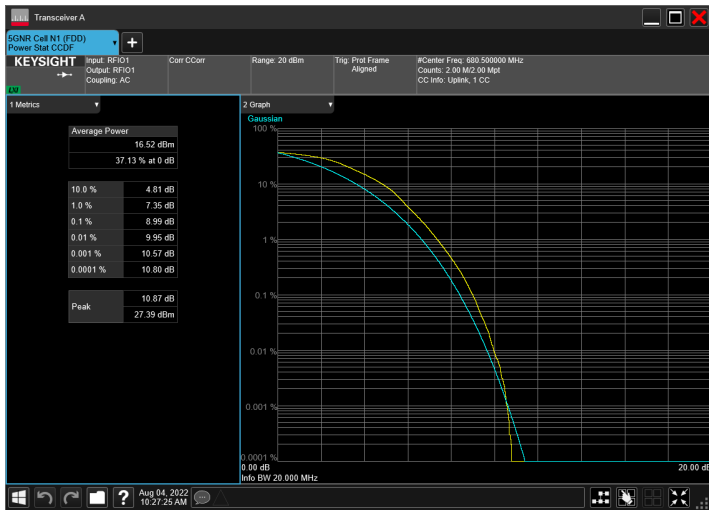 Transceiver A
5GNR Cell N1 (FDD)
Power Stat CCDF
KEYSIGHT
LXI
Input: RFIO1
Output: RFIO1
Coupling: AC
Corr CCorr
Range: 20 dBm
Trig: Prot Frame
Aligned
#Center Freq: 680.500000 MHz
Counts: 2.00 M/2.00 Mpt
CC Info: Uplink, 1 CC
1 Metrics
Average Power
16.52 dBm
37.13 % at 0 dB
10.0 % 4.81 dB
1.0 % 7.35 dB
0.1 % 8.99 dB
0.01 % 9.95 dB
0.001 % 10.57 dB
0.0001 % 10.80 dB
Peak
10.87 dB
27.39 dBm
2 Graph
Gaussian
100 %
10 %
1 %
0.1 %
0.01 %
0.001 %
0.0001 %
0.00 dB
20.00 dB
Info BW 20.000 MHz
?
Aug 04, 2022
10:27:25 AM